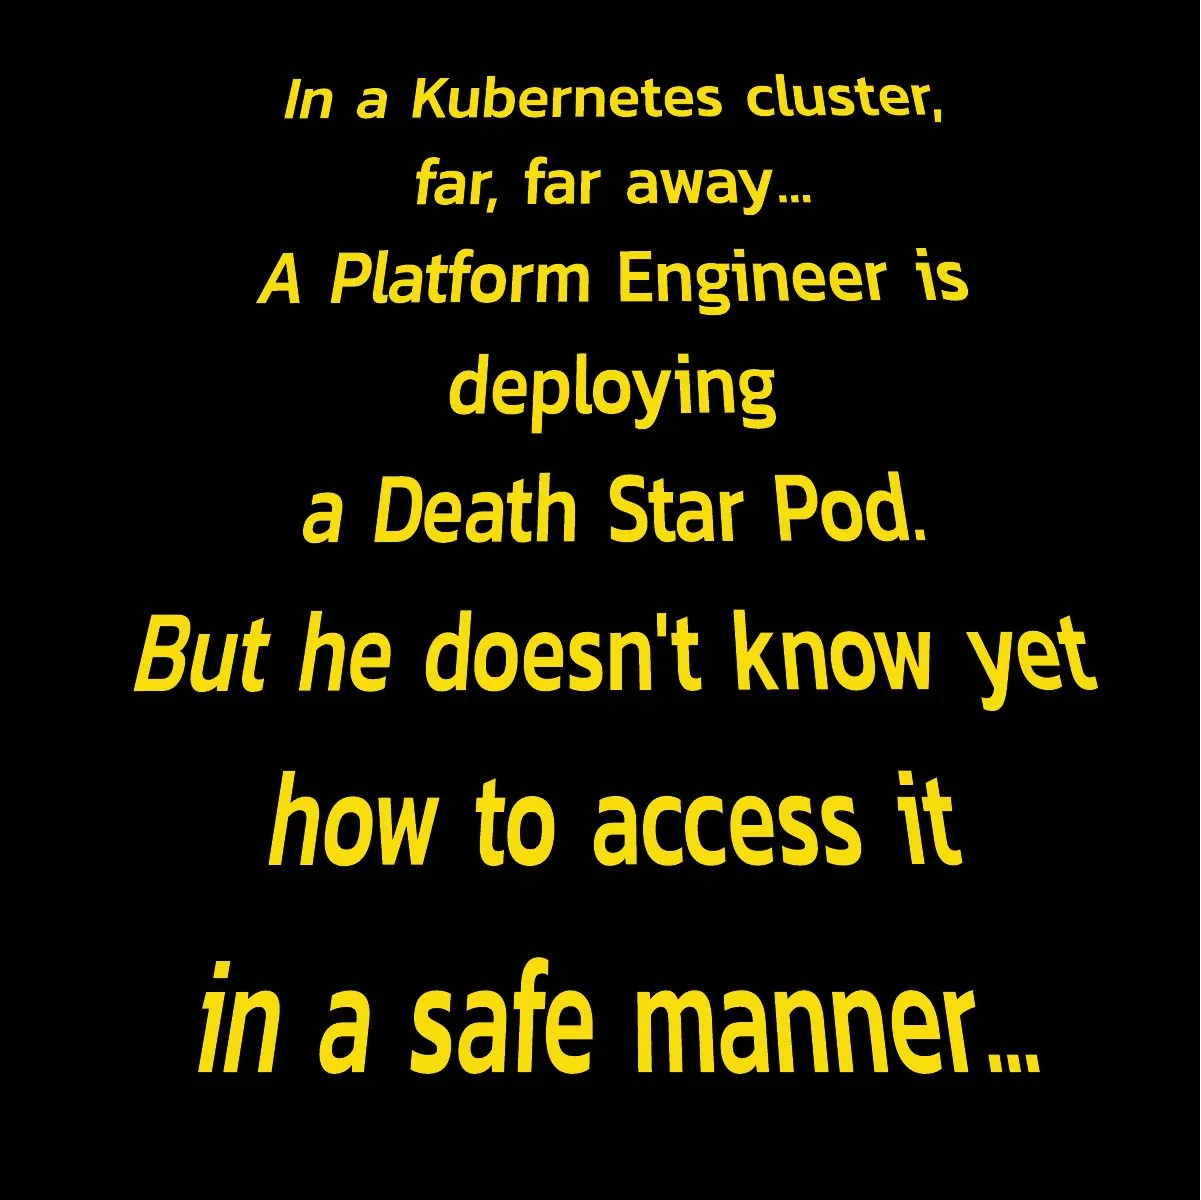 In a Kubernetes cluster,
far, far away...
A Platform Engineer is
deploying
a Death Star Pod.
But he doesn't know yet
how to access it
in a safe manner...